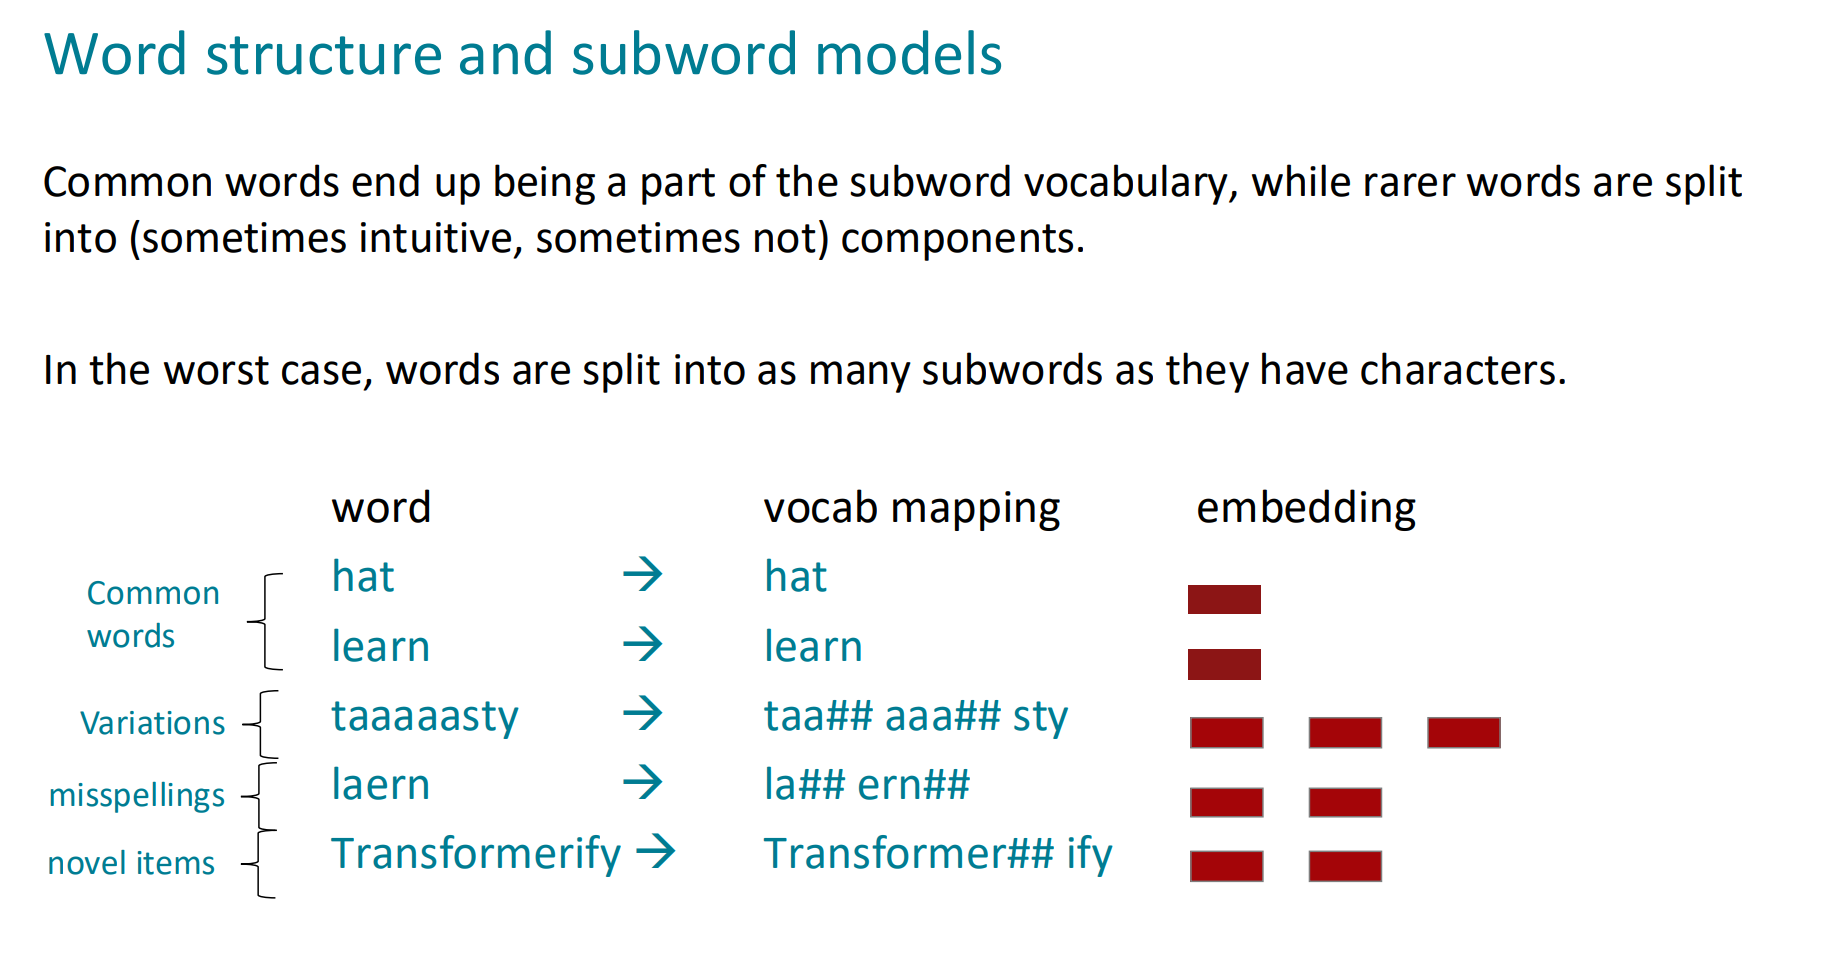 Word structure and subword models
Common words end up being a part of the subword vocabulary, while rarer words are split
into (sometimes intuitive, sometimes not) components.
In the worst case, words are split into as many subwords as they have characters.
word vocab mapping embedding
Common
words
hat → hat
learn → learn
Variations taaaaasty → taa## aaa## sty
misspellings laern → la## ern##
novel items Transformerify → Transformer## ify